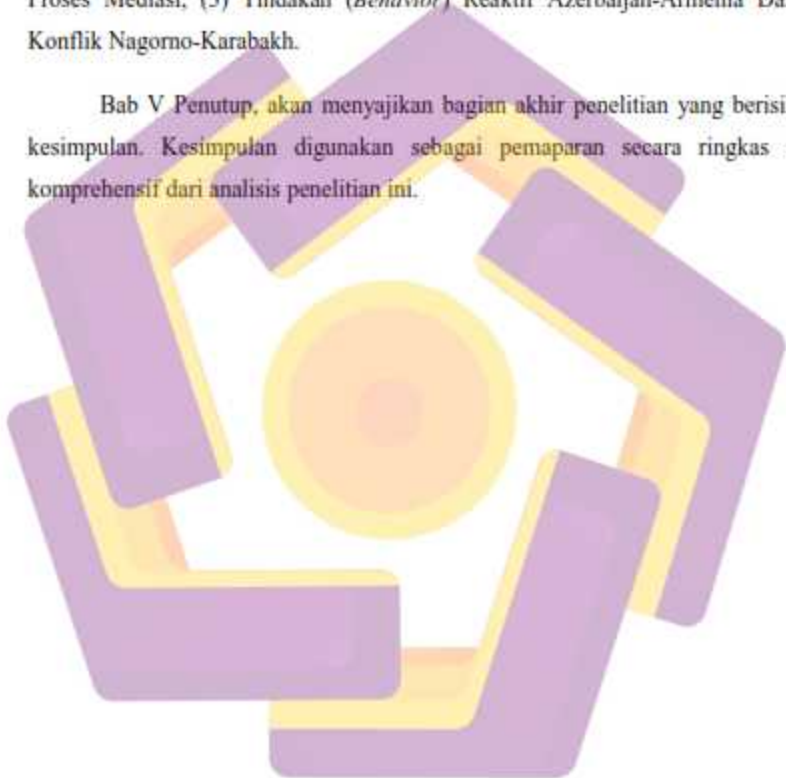 Proses Mediasi, (3) Tindakan (Behavior) Reaktif Azerbaijan-Armenia Da
Konflik Nagorno-Karabakh.
Bab V Penutup, akan menyajikan bagian akhir penelitian yang berisi
kesimpulan. Kesimpulan digunakan sebagai pemaparan secara ringkas
komprehensif dari analisis penelitian ini.